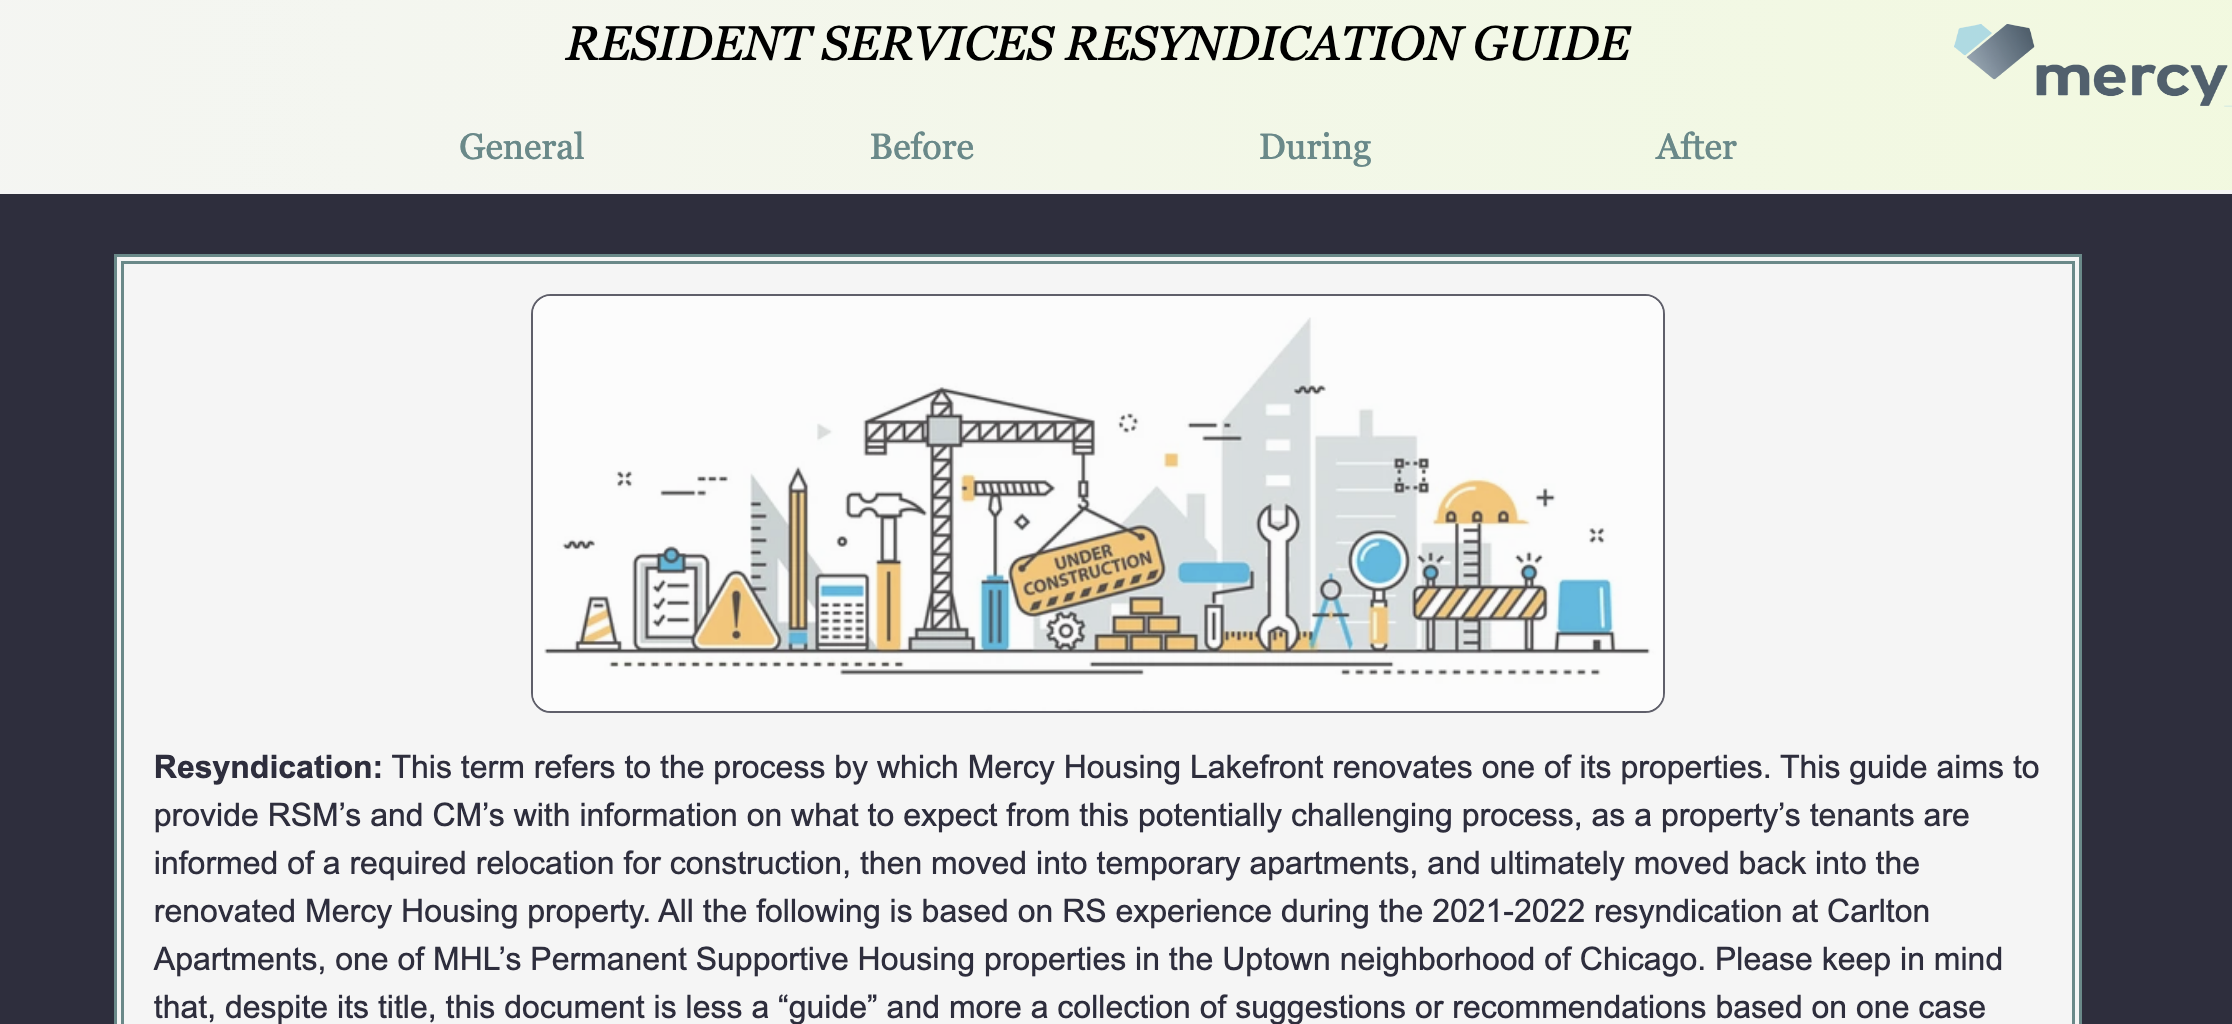 RESIDENT SERVICES RESYNDICATION GUIDE
mercy
General Before During After
UNDER
CONSTRUCTION
Resyndication: This term refers to the process by which Mercy Housing Lakefront renovates one of its properties. This guide aims to
provide RSM’s and CM’s with information on what to expect from this potentially challenging process, as a property’s tenants are
informed of a required relocation for construction, then moved into temporary apartments, and ultimately moved back into the
renovated Mercy Housing property. All the following is based on RS experience during the 2021-2022 resyndication at Carlton
Apartments, one of MHL’s Permanent Supportive Housing properties in the Uptown neighborhood of Chicago. Please keep in mind
that, despite its title, this document is less a “guide” and more a collection of suggestions or recommendations based on one case